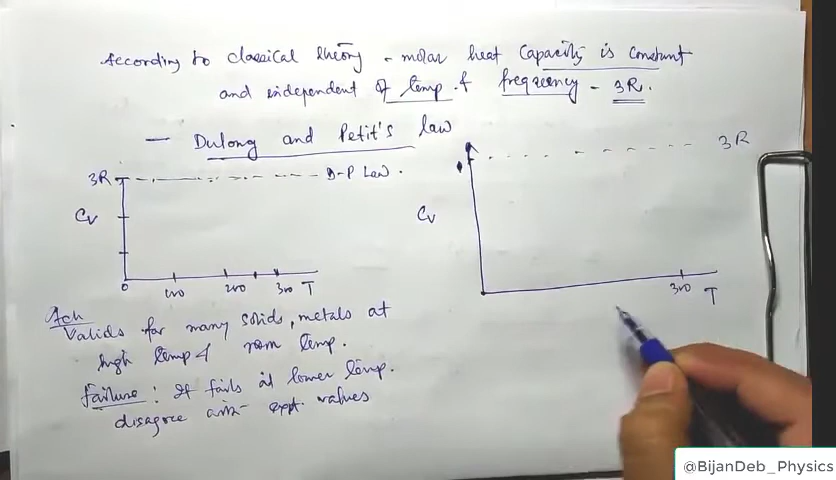 According to classical theory - molar heat capacity is constant
and independent of temp. & frequency - 3R.
— Dulong and Petit's law
3R D-P Law.
Cv
0 100 200 300 T
3R
Cv
300 T
Ach
Valids for many solids, metals at
high temp & room temp.
Failure: It fails at lower temp.
disagree with expt. values
@BijanDeb_Physics